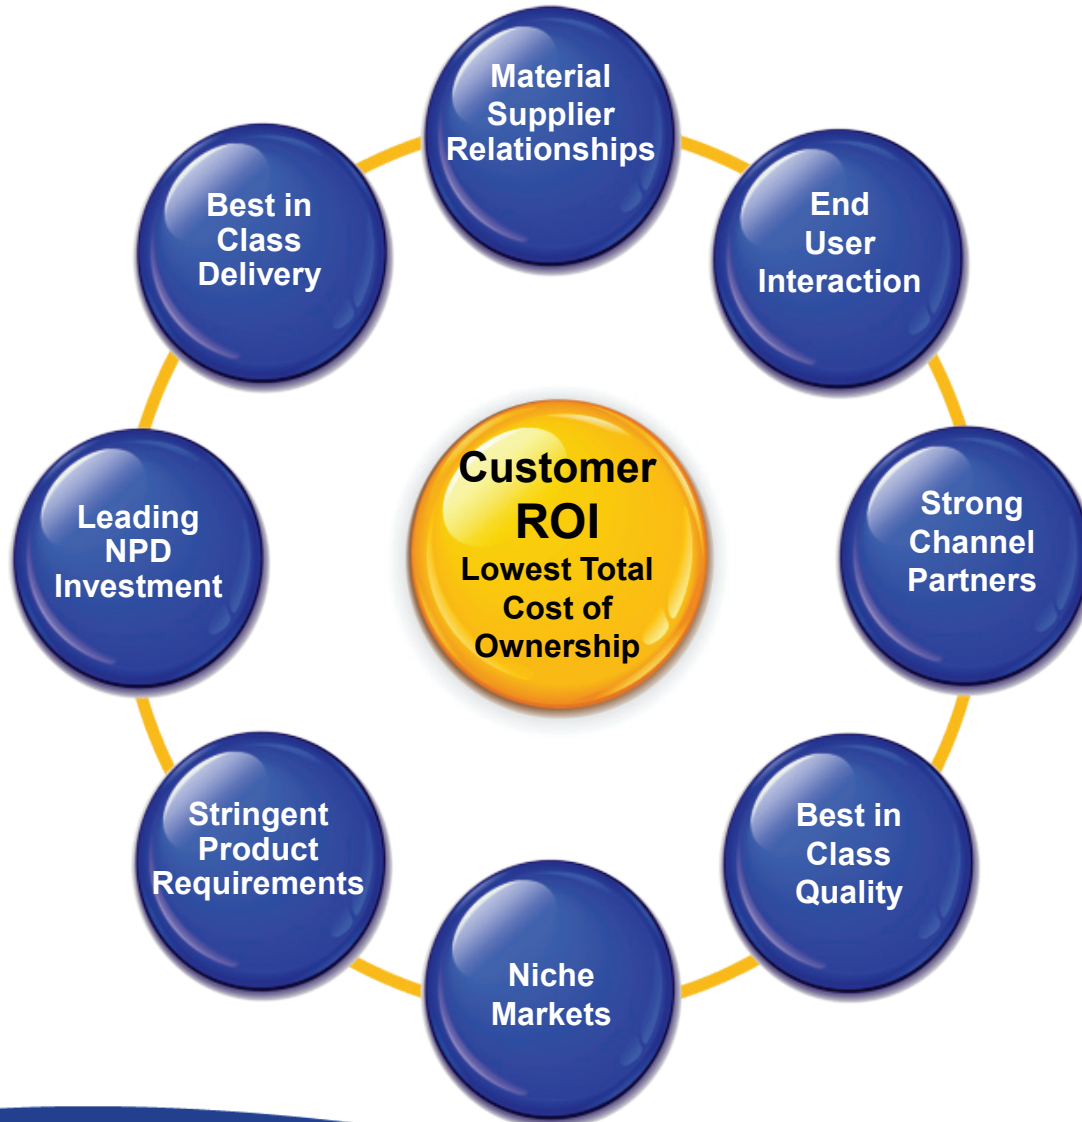 Material
Supplier
Relationships
End
User
Interaction
Strong
Channel
Partners
Best in
Class
Quality
Niche
Markets
Stringent
Product
Requirements
Leading
NPD
Investment
Best in
Class
Delivery
Customer
ROI
Lowest Total
Cost of
Ownership